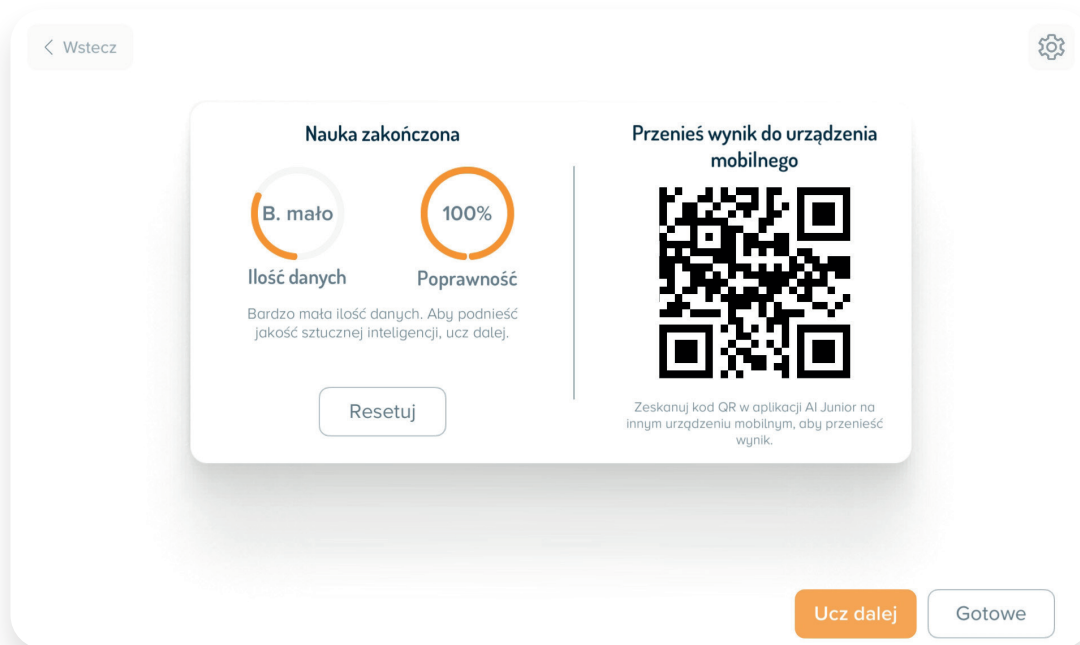 Wstecz
Nauka zakończona
B. mało
100%
Ilość danych
Poprawność
Bardzo mała ilość danych. Aby podnieść
jakość sztucznej inteligencji, ucz dalej.
Resetuj
Przenieś wynik do urządzenia
mobilnego
Zeskanuj kod QR w aplikacji AI Junior na
innym urządzeniu mobilnym, aby przenieść
wynik.
Ucz dalej
Gotowe